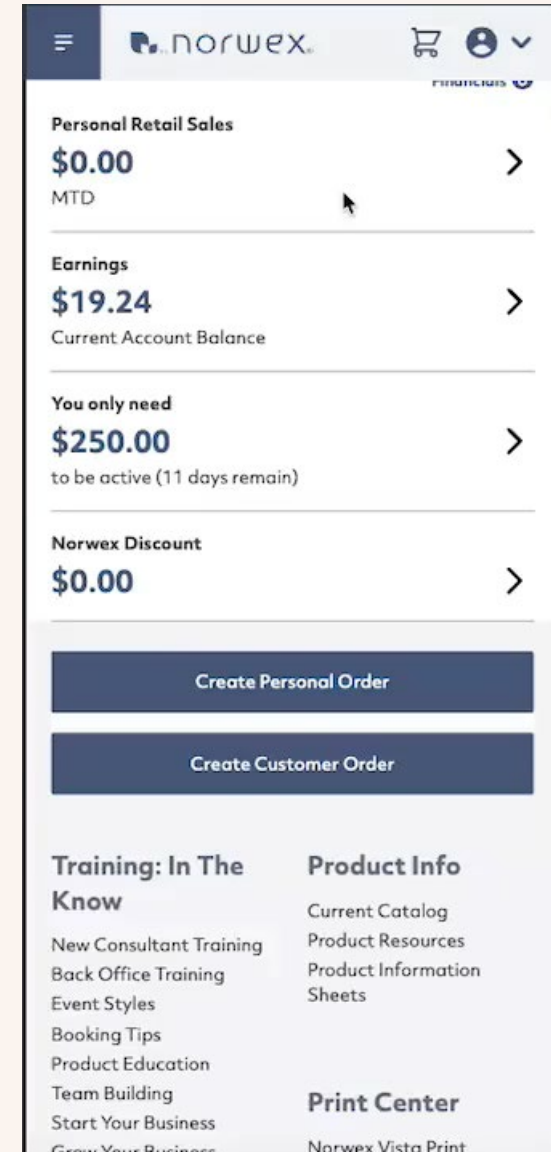 norwex.
Financials
Personal Retail Sales
$0.00
MTD
Earnings
$19.24
Current Account Balance
You only need
$250.00
to be active (11 days remain)
Norwex Discount
$0.00
Create Personal Order
Create Customer Order
Training: In The
Know
New Consultant Training
Back Office Training
Event Styles
Booking Tips
Product Education
Team Building
Start Your Business
Grow Your Business
Product Info
Current Catalog
Product Resources
Product Information
Sheets
Print Center
Norwex Vista Print